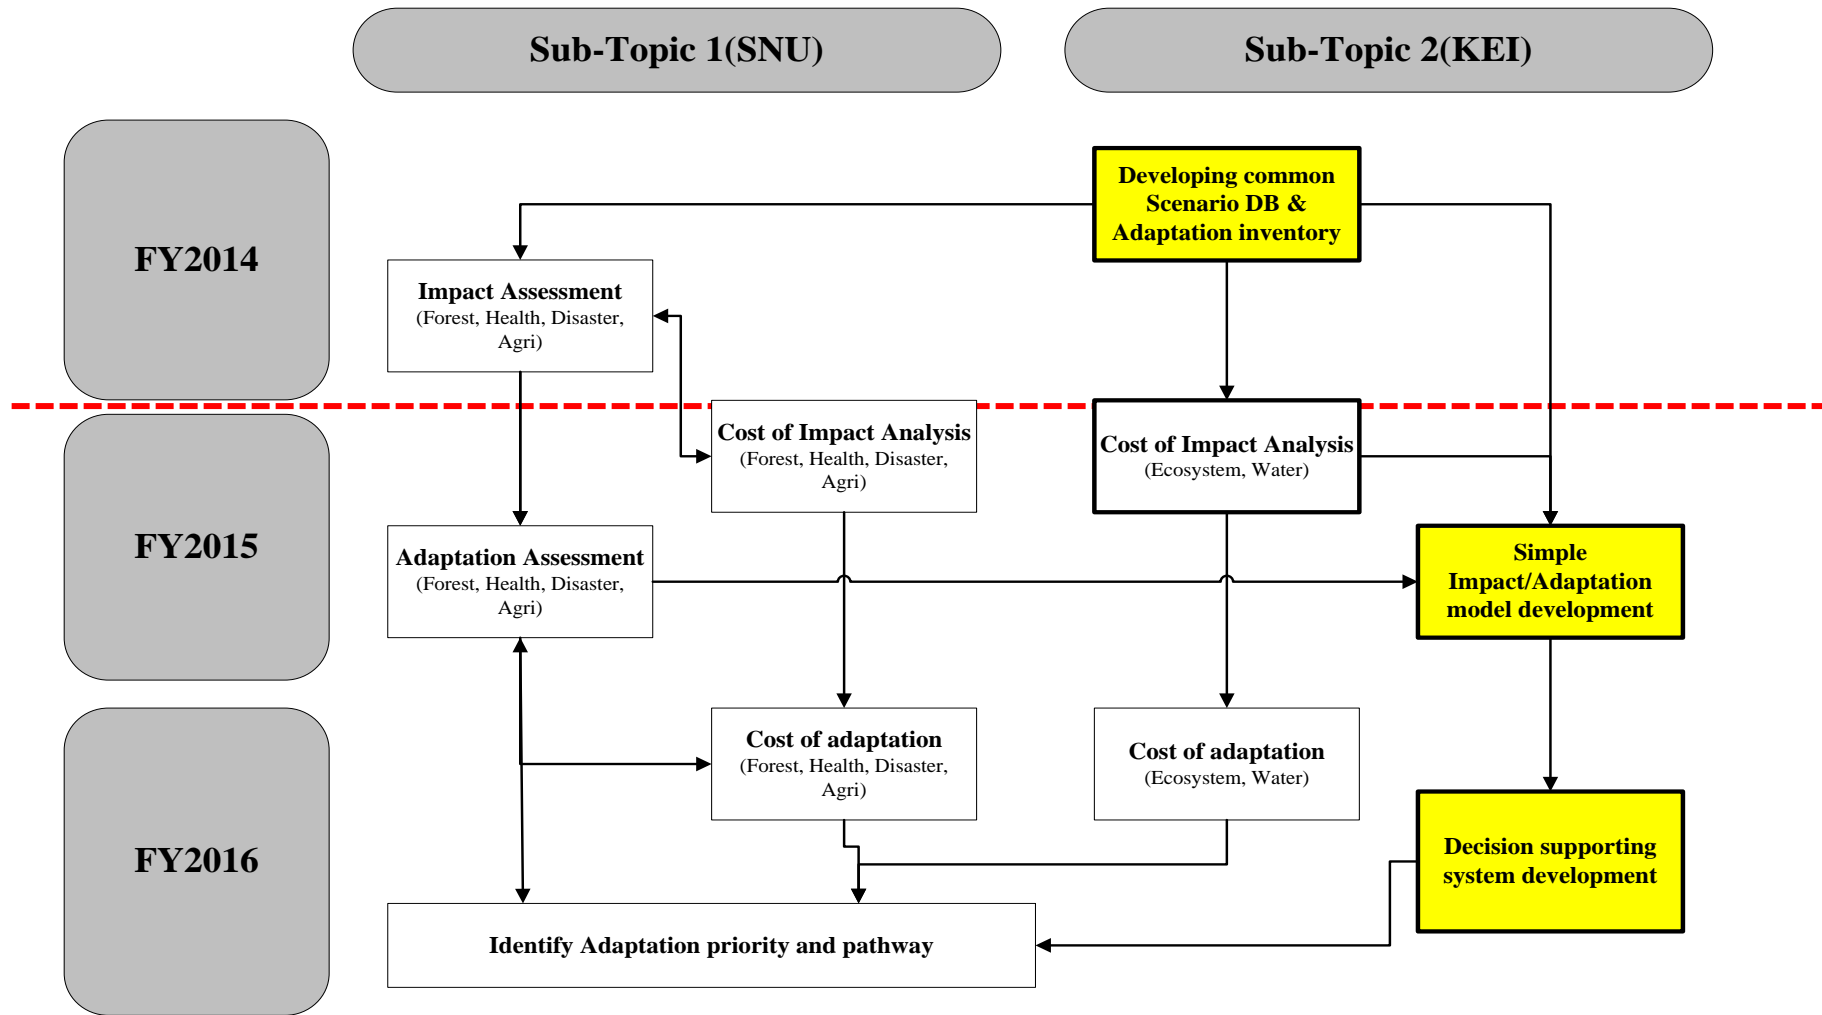 Sub-Topic 1(SNU)
Sub-Topic 2(KEI)
FY2014
Developing common
Scenario DB &
Adaptation inventory
Impact Assessment
(Forest, Health, Disaster,
Agri)
FY2015
Cost of Impact Analysis
(Forest, Health, Disaster,
Agri)
Cost of Impact Analysis
(Ecosystem, Water)
Adaptation Assessment
(Forest, Health, Disaster,
Agri)
Simple
Impact/Adaptation
model development
FY2016
Cost of adaptation
(Forest, Health, Disaster,
Agri)
Cost of adaptation
(Ecosystem, Water)
Decision supporting
system development
Identify Adaptation priority and pathway